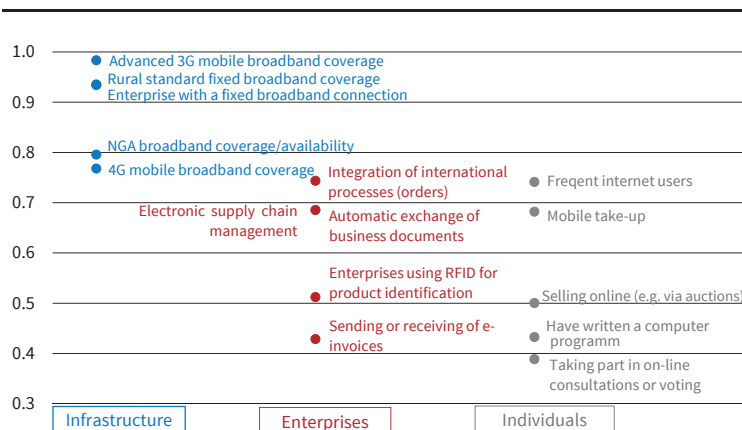 1.0
Advanced 3G mobile broadband coverage
Rural standard fixed broadband coverage
Enterprise with a fixed broadband connection
0.9
NGA broadband coverage/availability
0.8
4G mobile broadband coverage
Integration of international
processes (orders)
Freqent internet users
0.7
Electronic supply chain
management
Automatic exchange of
business documents
Mobile take-up
0.6
Enterprises using RFID for
product identification
Selling online (e.g. via auctions)
0.5
Sending or receiving of e-
invoices
Have written a computer
programm
0.4
Taking part in on-line
consultations or voting
0.3
Infrastructure
Enterprises
Individuals